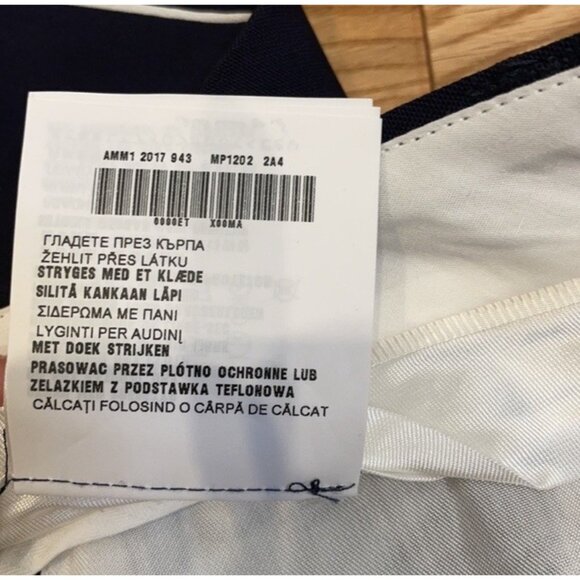 AMM1 2017 943 MP1202 2A4
0000ET X00MA
ГЛАДЕТЕ ПРЕЗ КЪРПА
ŽEHLIT PŘES LÁTKU
STRYGES MED ET KLÆDE
SILITÄ KANKAAN LÄPI
ΣΙΔΕΡΩΜΑ ΜΕ ΠΑΝΙ
LYGINTI PER AUDINĮ
MET DOEK STRIJKEN
PRASOWAC PRZEZ PLÓTNO OCHRONNE LUB
ZELAZKIEM Z PODSTAWKA TEFLONOWA
CĂLCAȚI FOLOSIND O CÂRPĂ DE CĂLCAT